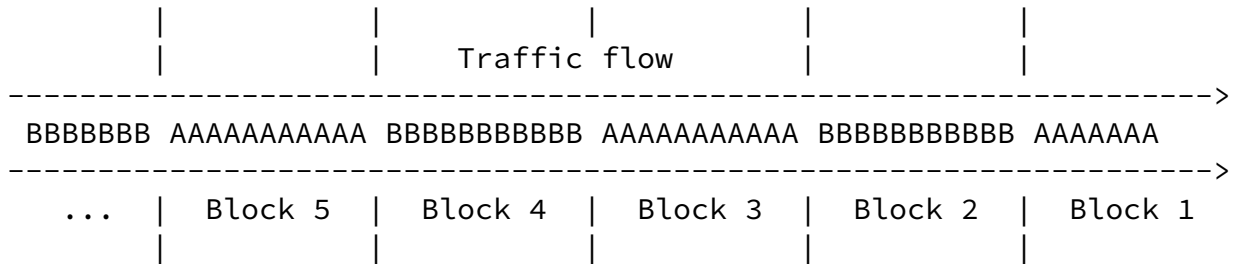 |             |             |             |             |
|             |     Traffic flow          |             |
------------------------------------------------------------------->
BBBBBBB AAAAAAAAAAA BBBBBBBBBBB AAAAAAAAAAA BBBBBBBBBBB AAAAAAA
------------------------------------------------------------------->
... | Block 5 | Block 4 | Block 3 | Block 2 | Block 1
|             |             |             |             |